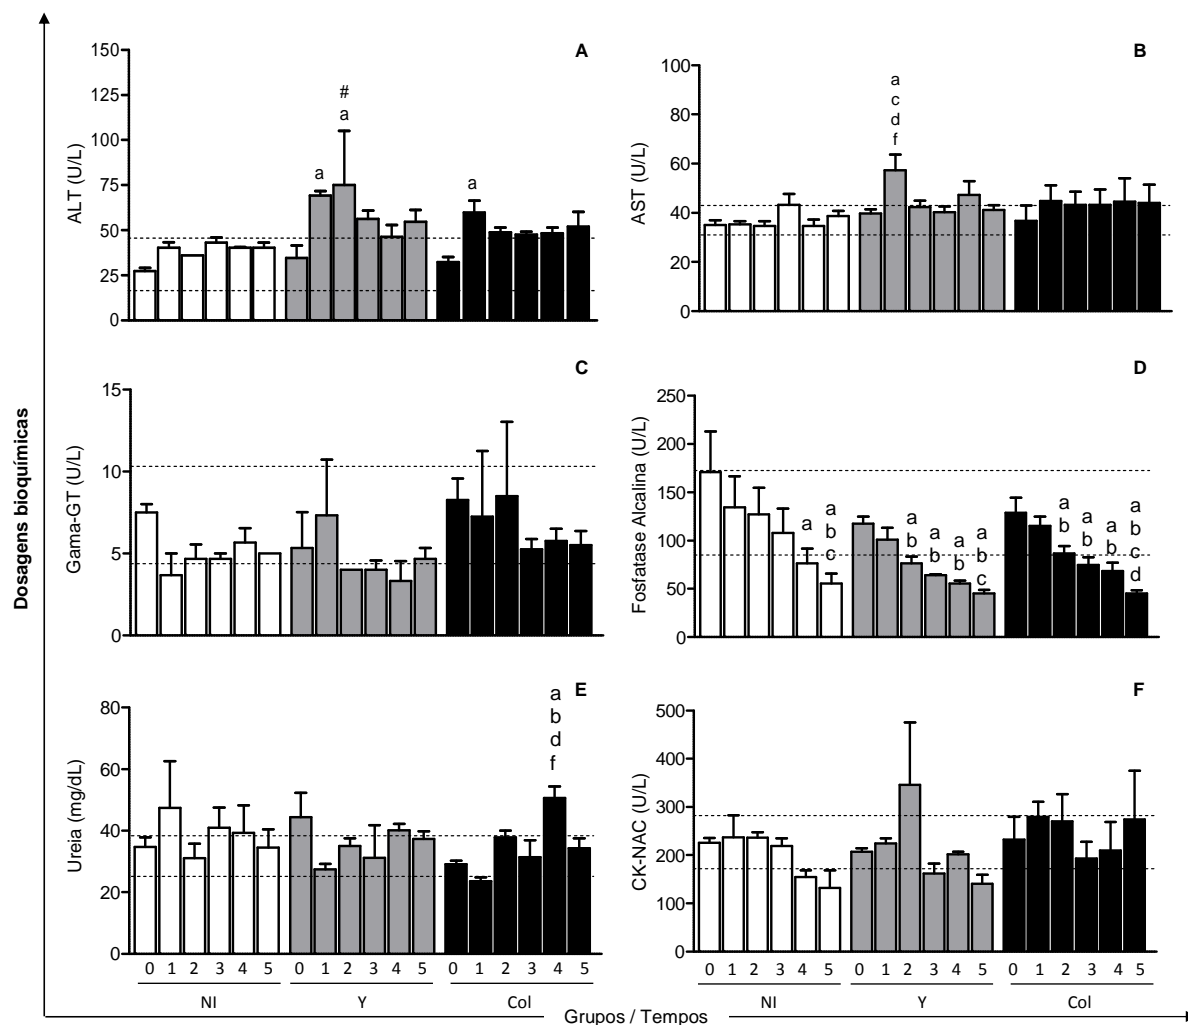 A
ALT (U/L)
150
125
100
75
50
25
0
a
#
a
a
B
AST (U/L)
100
80
60
40
20
0
a
c
d
f
C
Gama-GT (U/L)
15
10
5
0
D
Fosfatase Alcalina (U/L)
250
200
150
100
50
0
a
a
b
c
a
b
a
b
a
b
a
b
c
a
b
a
b
a
b
a
b
c
d
Dosagens bioquímicas
E
Ureia (mg/dL)
80
60
40
20
0
a
b
d
f
0 1 2 3 4 5 0 1 2 3 4 5 0 1 2 3 4 5
NI Y Col
F
CK-NAC (U/L)
500
400
300
200
100
0
0 1 2 3 4 5 0 1 2 3 4 5 0 1 2 3 4 5
NI Y Col
Grupos / Tempos